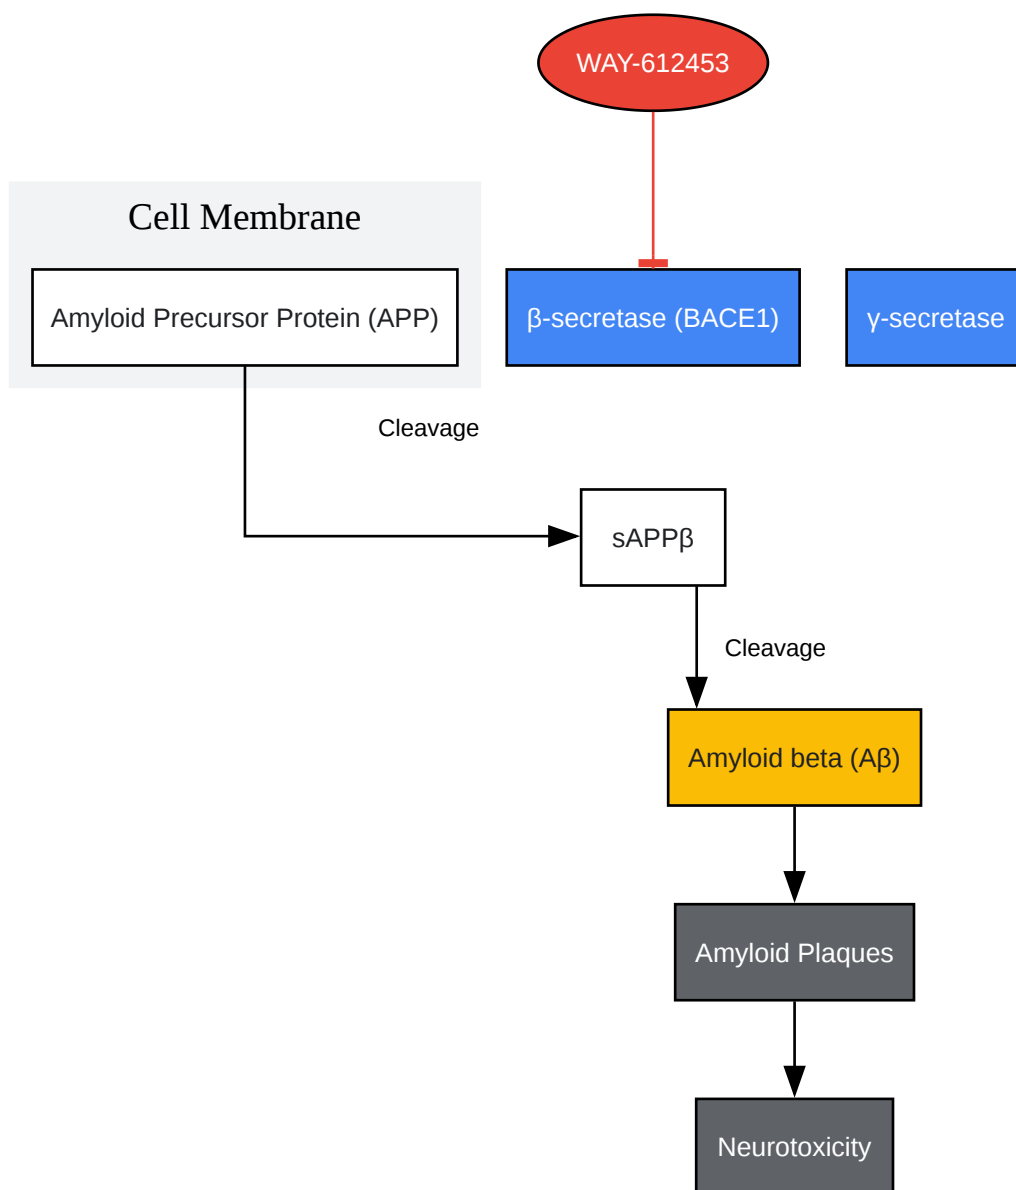 WAY-612453
Cell Membrane
Amyloid Precursor Protein (APP)
β-secretase (BACE1)
γ-secretase
Cleavage
sAPPβ
Cleavage
Amyloid beta (Aβ)
Amyloid Plaques
Neurotoxicity